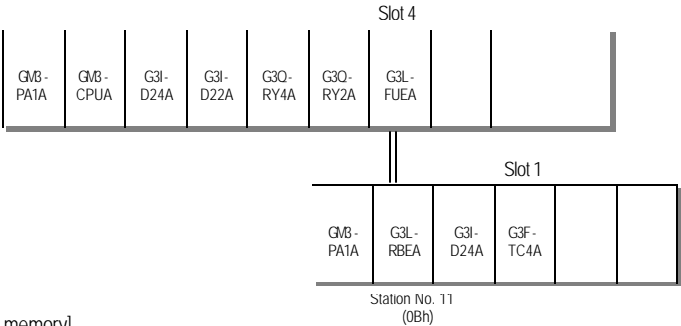 Slot 4
GM3-
PA1A
GM3-
CPUA
G3I-
D24A
G3I-
D22A
G3Q-
RY4A
G3Q-
RY2A
G3L-
FUEA
Slot 1
GM3-
PA1A
G3L-
RBEA
G3I-
D24A
G3F-
TC4A
Station No. 11
(0Bh)
memory]